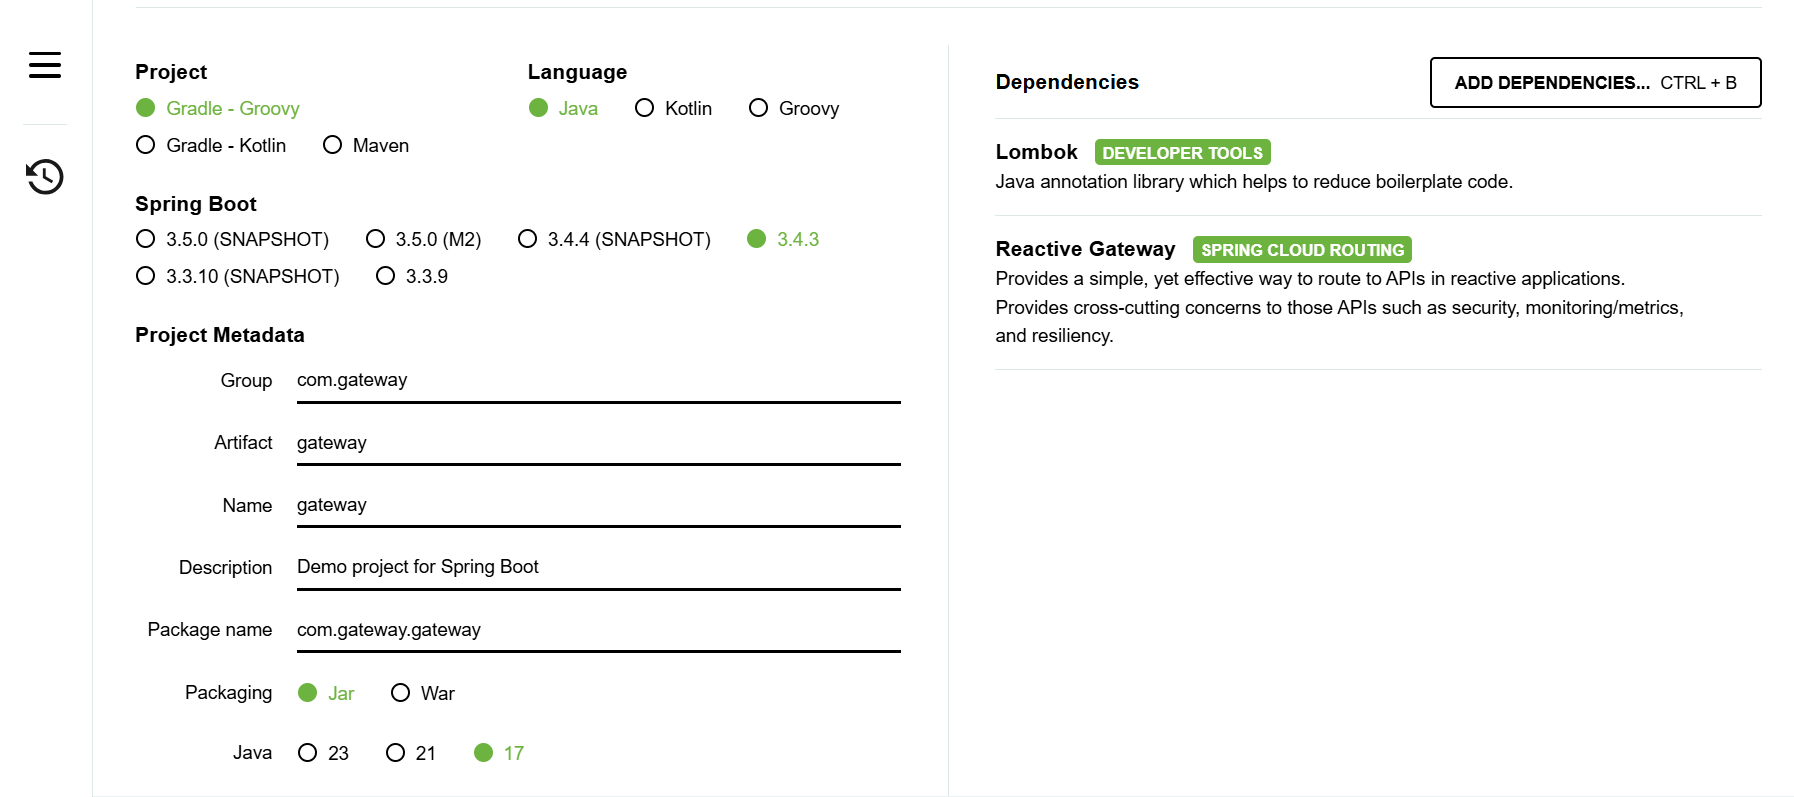 Project
Gradle - Groovy
Gradle - Kotlin Maven
Language
Java Kotlin Groovy
Spring Boot
3.5.0 (SNAPSHOT) 3.5.0 (M2) 3.4.4 (SNAPSHOT) 3.4.3
3.3.10 (SNAPSHOT) 3.3.9
Project Metadata
Group com.gateway
Artifact gateway
Name gateway
Description Demo project for Spring Boot
Package name com.gateway.gateway
Packaging Jar War
Java 23 21 17
Dependencies ADD DEPENDENCIES... CTRL + B
Lombok DEVELOPER TOOLS
Java annotation library which helps to reduce boilerplate code.
Reactive Gateway SPRING CLOUD ROUTING
Provides a simple, yet effective way to route to APIs in reactive applications.
Provides cross-cutting concerns to those APIs such as security, monitoring/metrics,
and resiliency.